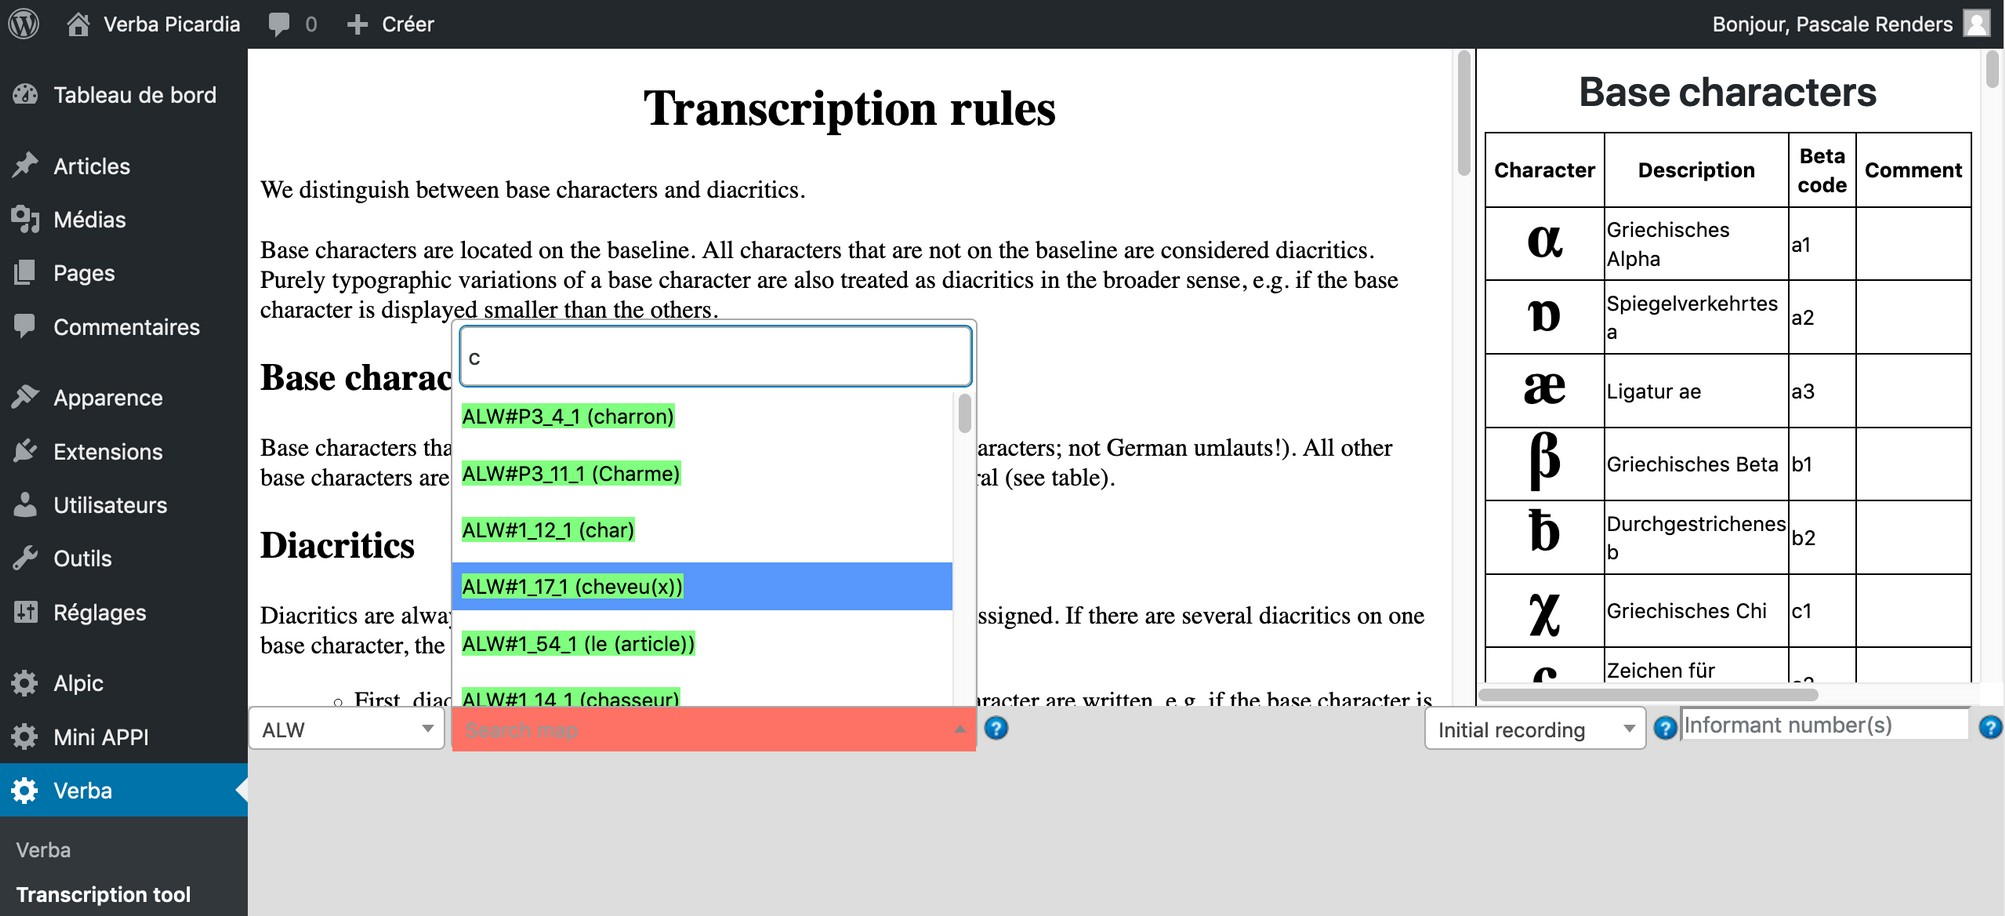 Verba Picardia 0 Créer
Bonjour, Pascale Renders
Tableau de bord
Articles
Médias
Pages
Commentaires
Apparence
Extensions
Utilisateurs
Outils
Réglages
Alpic
Mini APPI
Verba
Verba
Transcription tool
Transcription rules
We distinguish between base characters and diacritics.
Base characters are located on the baseline. All characters that are not on the baseline are considered diacritics.
Purely typographic variations of a base character are also treated as diacritics in the broader sense, e.g. if the base
character is displayed smaller than the others.
Base charac
Base characters tha
aracters; not German umlauts!). All other
base characters are
ral (see table).
Diacritics
Diacritics are alway
ssigned. If there are several diacritics on one
base character, the
First, diac
aracter are written, e.g. if the base character is
c
ALW#P3_4_1 (charron)
ALW#P3_11_1 (Charme)
ALW#1_12_1 (char)
ALW#1_17_1 (cheveu(x))
ALW#1_54_1 (le (article))
ALW#1_14_1 (chasseur)
ALW
Search map
Initial recording
Informant number(s)
Base characters
Character Description Beta code Comment
α Griechisches Alpha a1
ɒ Spiegelverkehrtes a a2
æ Ligatur ae a3
β Griechisches Beta b1
ƀ Durchgestrichenes b b2
χ Griechisches Chi c1
Zeichen für